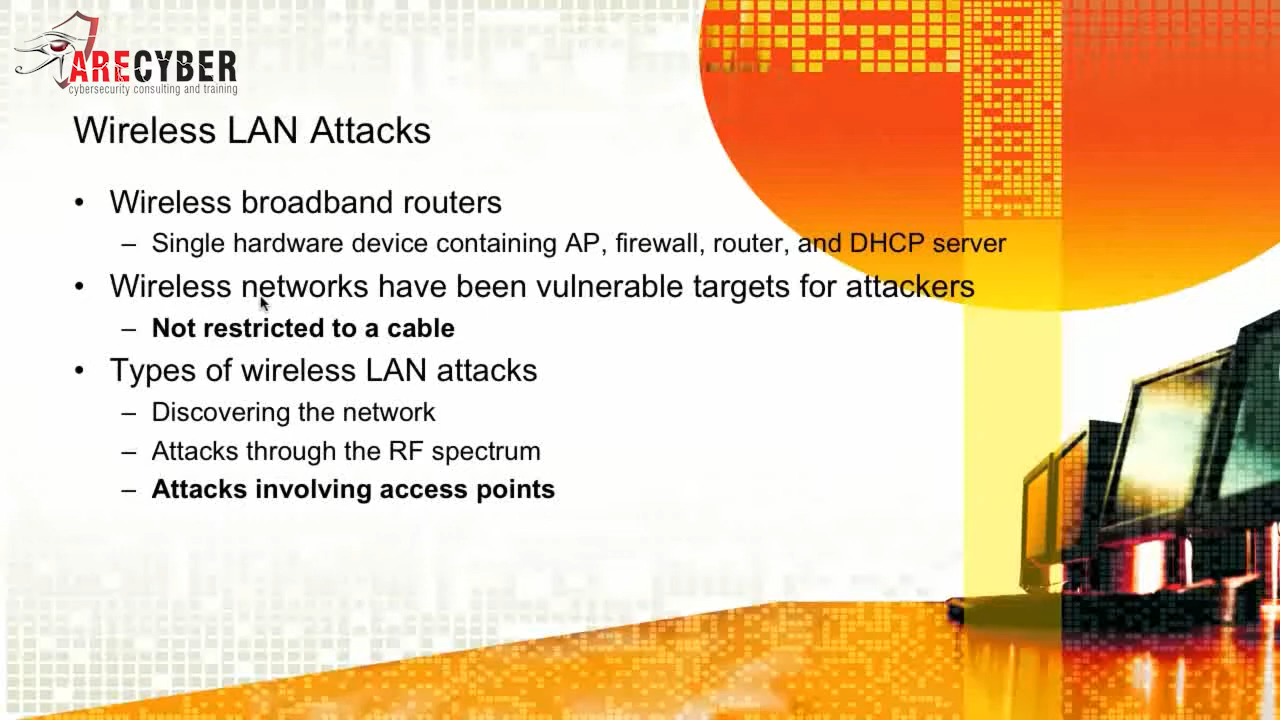 ARECYBER
cybersecurity consulting and training
Wireless LAN Attacks
• Wireless broadband routers
– Single hardware device containing AP, firewall, router, and DHCP server
• Wireless networks have been vulnerable targets for attackers
– Not restricted to a cable
• Types of wireless LAN attacks
– Discovering the network
– Attacks through the RF spectrum
– Attacks involving access points